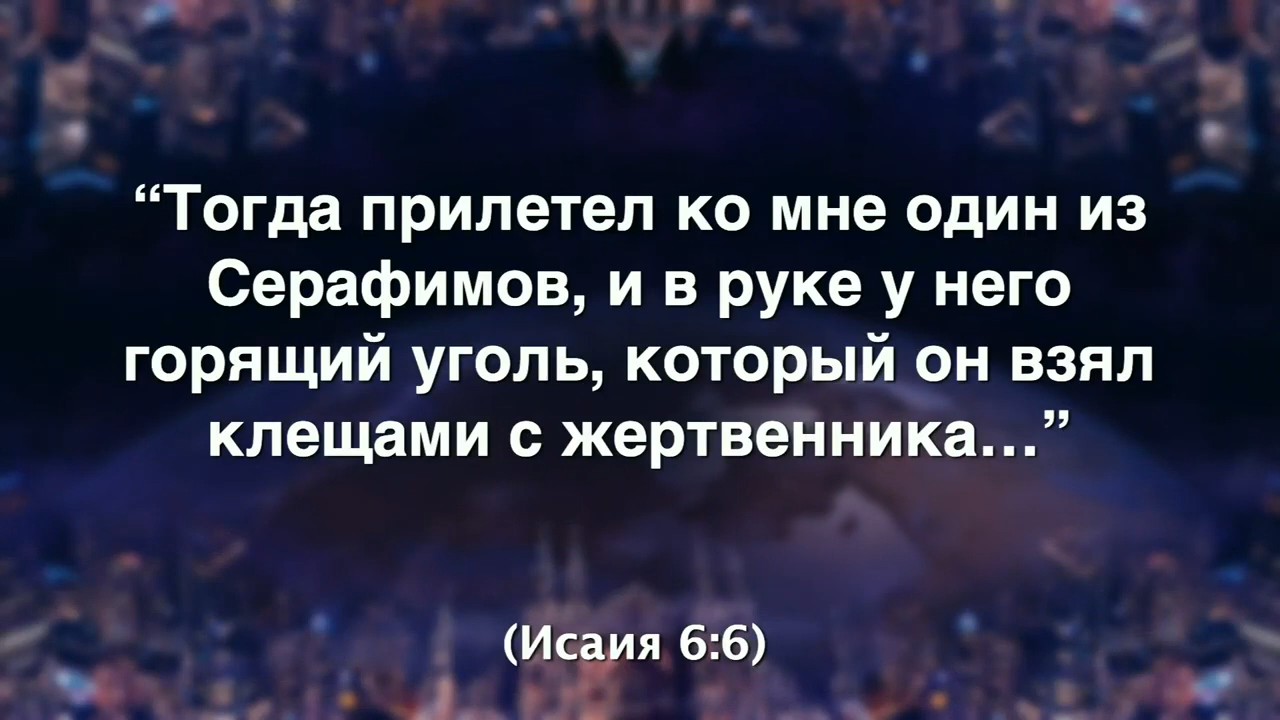 “Тогда прилетел ко мне один из
Серафимов, и в руке у него
горящий уголь, который он взял
клещами с жертвенника...”
(Исаия 6:6)